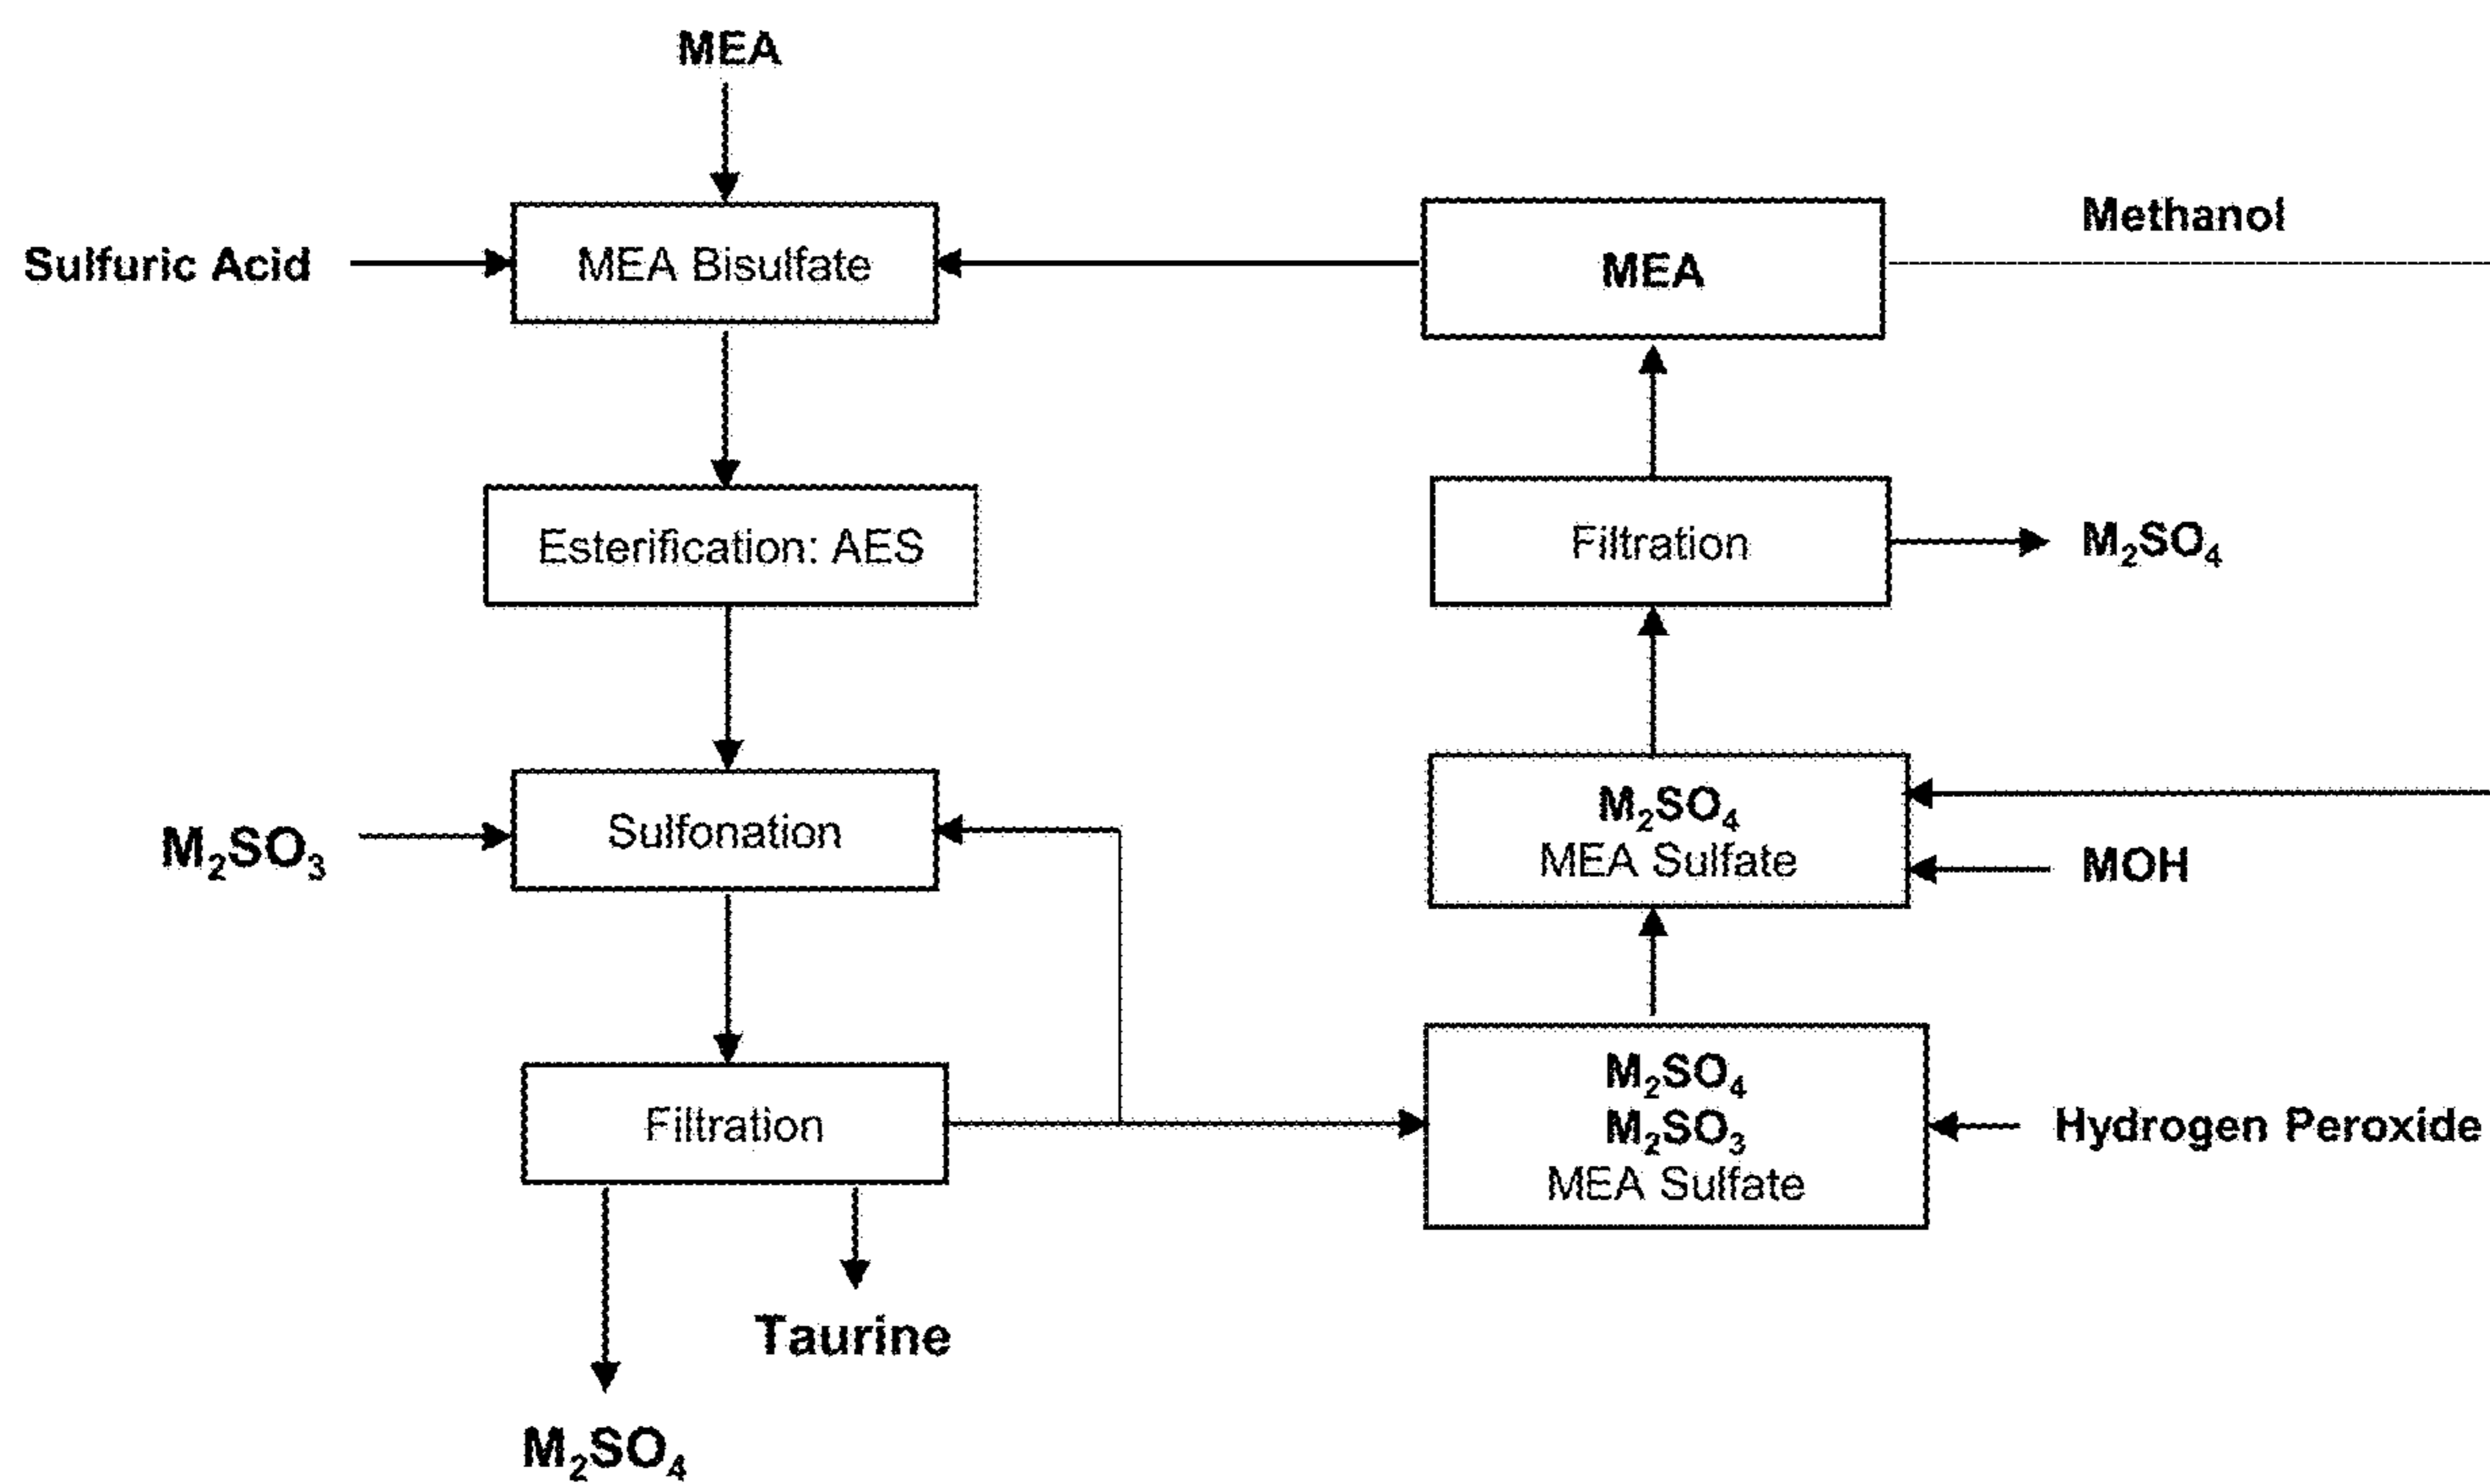 MEA
Sulfuric Acid
MEA Bisulfate
MEA
Methanol
Esterification: AES
Filtration
M₂SO₄
M₂SO₃
Sulfonation
M₂SO₄
MEA Sulfate
MOH
Filtration
M₂SO₄
M₂SO₃
MEA Sulfate
Hydrogen Peroxide
Taurine
M₂SO₄